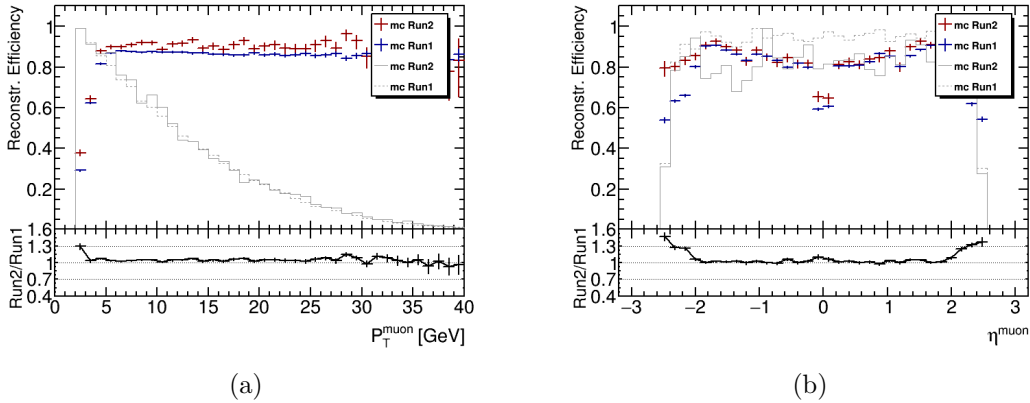 Reconstr. Efficiency
1
0.8
0.6
0.4
0.2
mc Run2
mc Run1
mc Run2
mc Run1
Run2/Run1
1.6
1.3
1
0.7
0.4
0 5 10 15 20 25 30 35 40
P_T^muon [GeV]
(a)
Reconstr. Efficiency
1
0.8
0.6
0.4
0.2
mc Run2
mc Run1
mc Run2
mc Run1
Run2/Run1
1.6
1.3
1
0.7
0.4
−3 −2 −1 0 1 2 3
η^muon
(b)